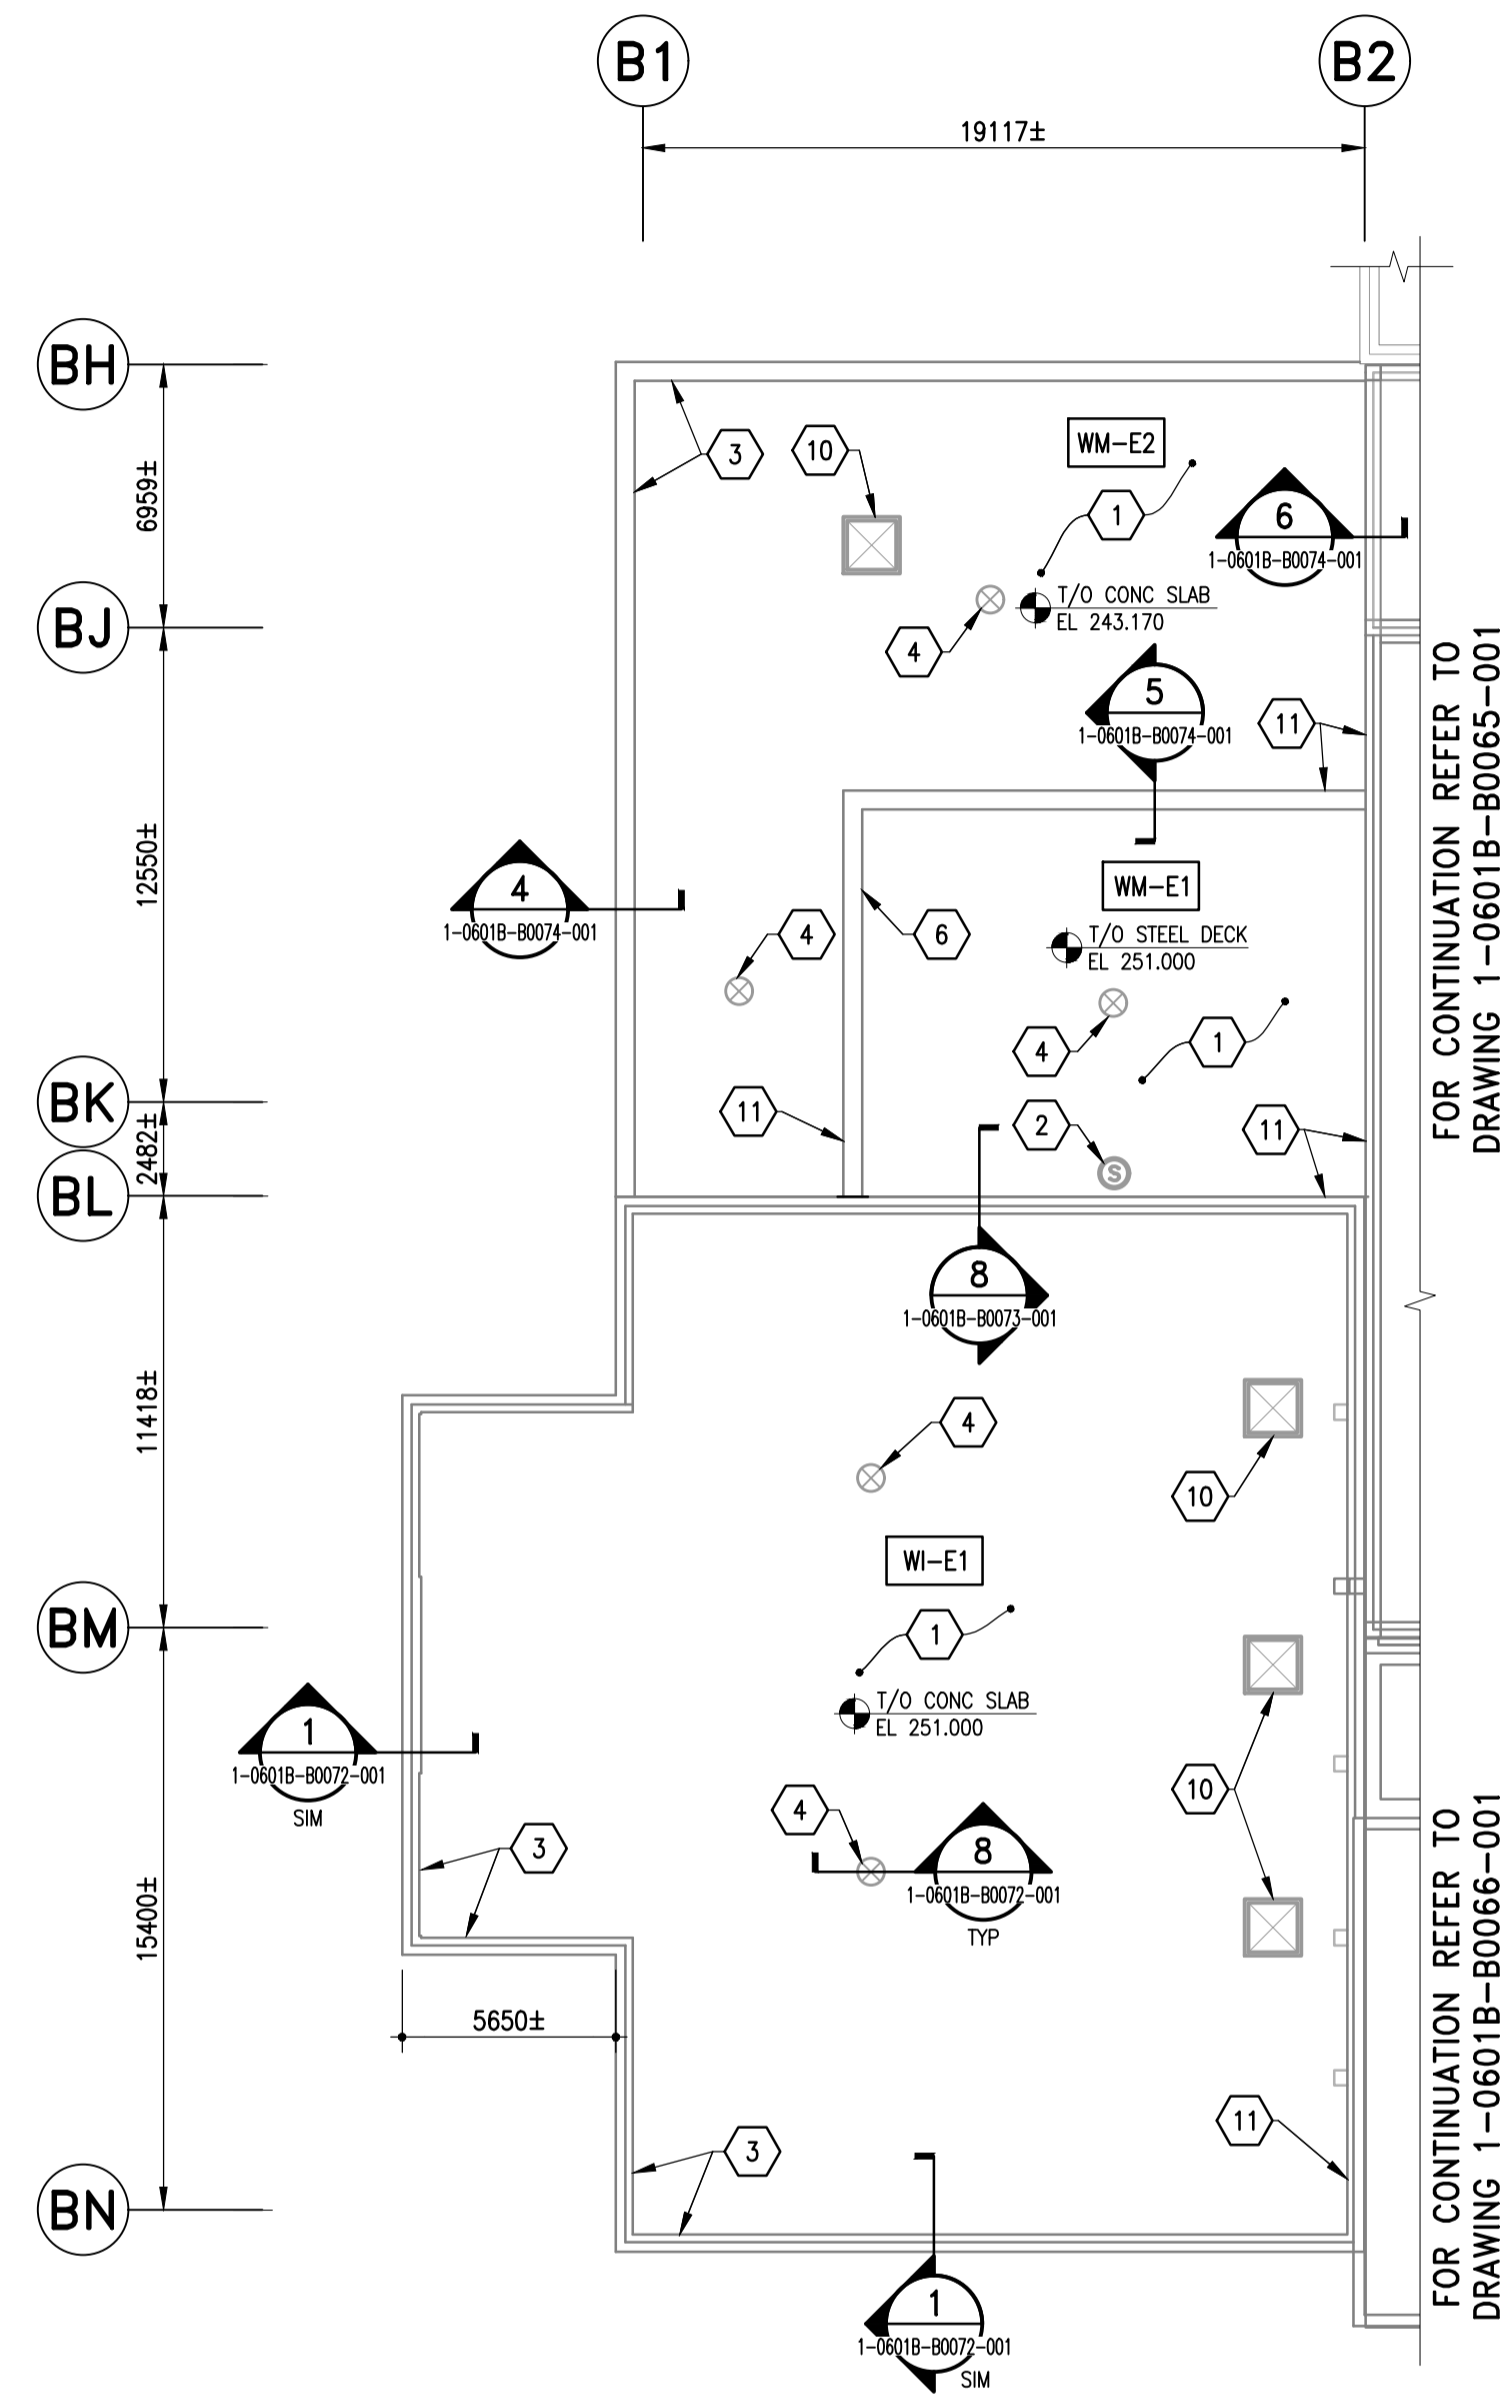 B1
B2
19117±
BH
6959±
BJ
12550±
BK
2482±
BL
11418±
BM
15400±
BN
3
10
WM-E2
1
6
1-0601B-B0074-001
4
T/O CONC SLAB
EL 243.170
5
1-0601B-B0074-001
11
4
1-0601B-B0074-001
4
6
WM-E1
T/O STEEL DECK
EL 251.000
4
1
11
2
11
S
8
1-0601B-B0073-001
4
10
WI-E1
1
T/O CONC SLAB
EL 251.000
1
1-0601B-B0072-001
SIM
3
4
8
1-0601B-B0072-001
TYP
10
5650±
3
11
1
1-0601B-B0072-001
SIM
FOR CONTINUATION REFER TO
DRAWING 1-0601B-B0065-001
FOR CONTINUATION REFER TO
DRAWING 1-0601B-B0066-001